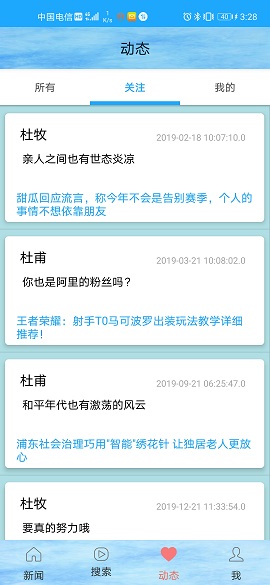 中国电信
3:28
动态
所有 关注 我的
杜牧
2019-02-18 10:07:10.0
亲人之间也有世态炎凉
甜瓜回应流言，称今年不会是告别赛季，个人的
事情不想依靠朋友
杜甫
2019-03-21 10:08:02.0
你也是阿里的粉丝吗?
王者荣耀：射手T0马可波罗出装玩法教学详细
推荐!
杜甫
2019-09-21 06:25:47.0
和平年代也有激荡的风云
浦东社会治理巧用"智能"绣花针 让独居老人更放
心
杜牧
2019-12-21 11:33:54.0
要真的努力哦
新闻 搜索 动态 我